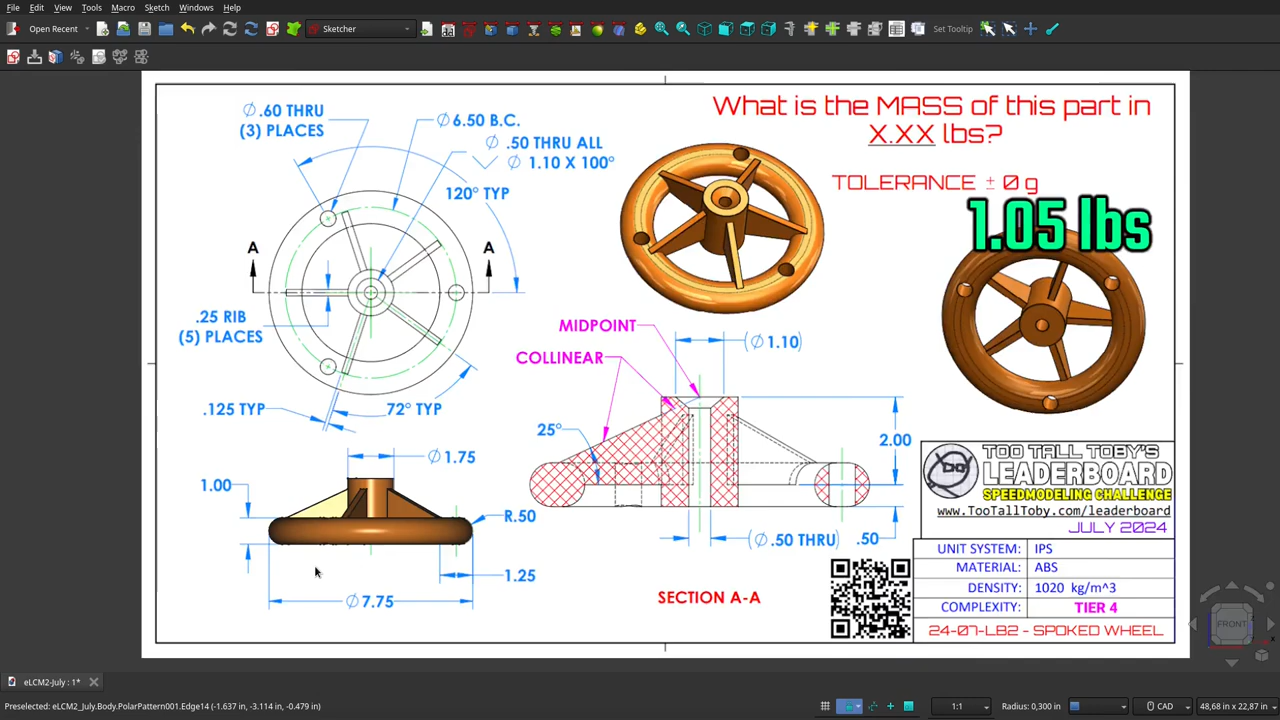 File Edit View Tools Macro Sketch Accessories Windows Help
Open Recent Sketcher Set Tooltip
Ø.60 THRU
(3) PLACES
Ø6.50 B.C.
Ø .50 THRU ALL
Ø 1.10 X 100°
120° TYP
A A
.25 RIB
(5) PLACES
.125 TYP
72° TYP
Ø1.75
1.00
R.50
1.25
Ø7.75
What is the MASS of this part in
X.XX lbs?
TOLERANCE ± 0 g
1.05 lbs
MIDPOINT
COLLINEAR
(Ø1.10)
25°
2.00
(Ø.50 THRU)
.50
SECTION A-A
TOO TALL TOBY'S
LEADERBOARD
SPEEDMODELING CHALLENGE
www.TooTallToby.com/leaderboard
JULY 2024
UNIT SYSTEM: IPS
MATERIAL: ABS
DENSITY: 1020 kg/m^3
COMPLEXITY: TIER 4
24-07-LB2 - SPOKED WHEEL
FRONT
eLCM2-July : 1*
Preselected: eLCM2_July.Body.PolarPattern001.Edge14 (-1.637 in, -3.114 in, -0.479 in) 1:1 Radius: 0,300 in CAD 48,68 in x 22,87 in